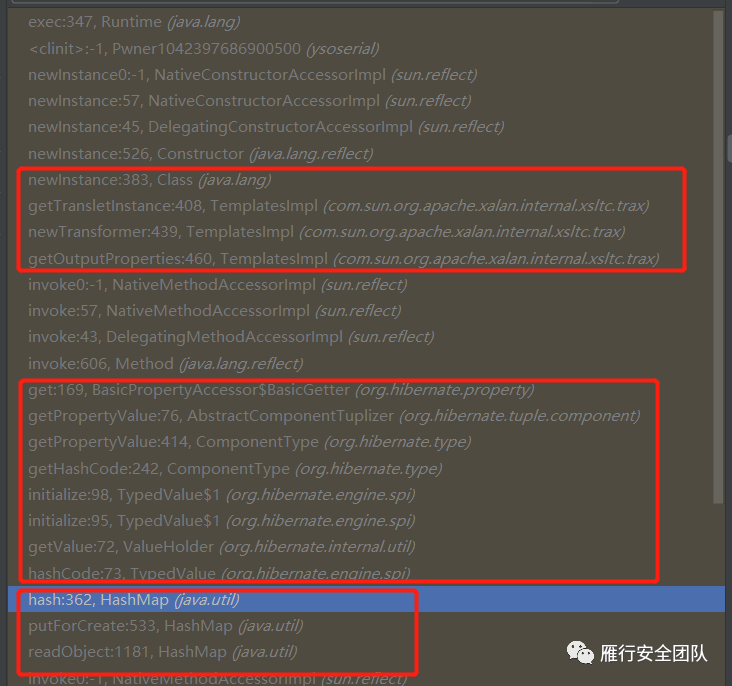 exec:347, Runtime (java.lang)
<clinit>:-1, Pwner1042397686900500 (ysoserial)
newInstance0:-1, NativeConstructorAccessorImpl (sun.reflect)
newInstance:57, NativeConstructorAccessorImpl (sun.reflect)
newInstance:45, DelegatingConstructorAccessorImpl (sun.reflect)
newInstance:526, Constructor (java.lang.reflect)
newInstance:383, Class (java.lang)
getTransletInstance:408, TemplatesImpl (com.sun.org.apache.xalan.internal.xsltc.trax)
newTransformer:439, TemplatesImpl (com.sun.org.apache.xalan.internal.xsltc.trax)
getOutputProperties:460, TemplatesImpl (com.sun.org.apache.xalan.internal.xsltc.trax)
invoke0:-1, NativeMethodAccessorImpl (sun.reflect)
invoke:57, NativeMethodAccessorImpl (sun.reflect)
invoke:43, DelegatingMethodAccessorImpl (sun.reflect)
invoke:606, Method (java.lang.reflect)
get:169, BasicPropertyAccessor$BasicGetter (org.hibernate.property)
getPropertyValue:76, AbstractComponentTuplizer (org.hibernate.tuple.component)
getPropertyValue:414, ComponentType (org.hibernate.type)
getHashCode:242, ComponentType (org.hibernate.type)
initialize:98, TypedValue$1 (org.hibernate.engine.spi)
initialize:95, TypedValue$1 (org.hibernate.engine.spi)
getValue:72, ValueHolder (org.hibernate.internal.util)
hashCode:73, TypedValue (org.hibernate.engine.spi)
hash:362, HashMap (java.util)
putForCreate:533, HashMap (java.util)
readObject:1181, HashMap (java.util)
invoke0:-1, NativeMethodAccessorImpl (sun.reflect)
雁行安全团队